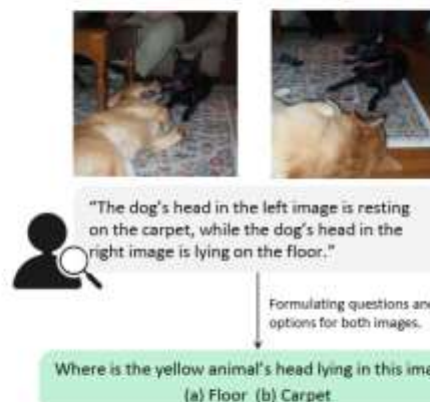 "The dog's head in the left image is resting
on the carpet, while the dog's head in the
right image is lying on the floor."
Formulating questions and
options for both images.
Where is the yellow animal's head lying in this
(a) Floor (b) Carpet